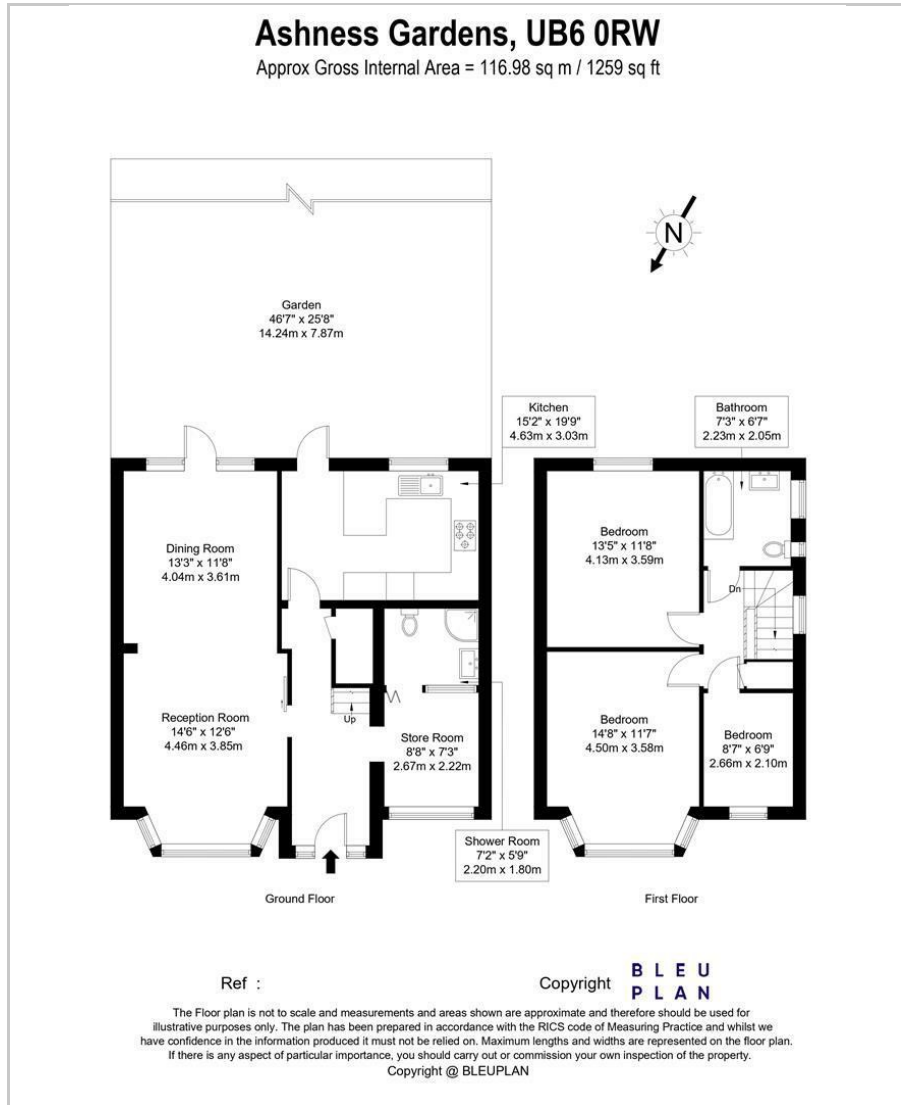 Ashness Gardens, UB6 0RW
Approx Gross Internal Area = 116.98 sq m / 1259 sq ft
N
Garden
46'7" x 25'8"
14.24m x 7.87m
Kitchen
15'2" x 19'9"
4.63m x 3.03m
Bathroom
7'3" x 6'7"
2.23m x 2.05m
Dining Room
13'3" x 11'8"
4.04m x 3.61m
Bedroom
13'5" x 11'8"
4.13m x 3.59m
Dn
Reception Room
14'6" x 12'6"
4.46m x 3.85m
Up
Store Room
8'8" x 7'3"
2.67m x 2.22m
Bedroom
14'8" x 11'7"
4.50m x 3.58m
Bedroom
8'7" x 6'9"
2.66m x 2.10m
Shower Room
7'2" x 5'9"
2.20m x 1.80m
Ground Floor
First Floor
Ref :
Copyright
BLEU
PLAN
The Floor plan is not to scale and measurements and areas shown are approximate and therefore should be used for
illustrative purposes only. The plan has been prepared in accordance with the RICS code of Measuring Practice and whilst we
have confidence in the information produced it must not be relied on. Maximum lengths and widths are represented on the floor plan.
If there is any aspect of particular importance, you should carry out or commission your own inspection of the property.
Copyright @ BLEUPLAN